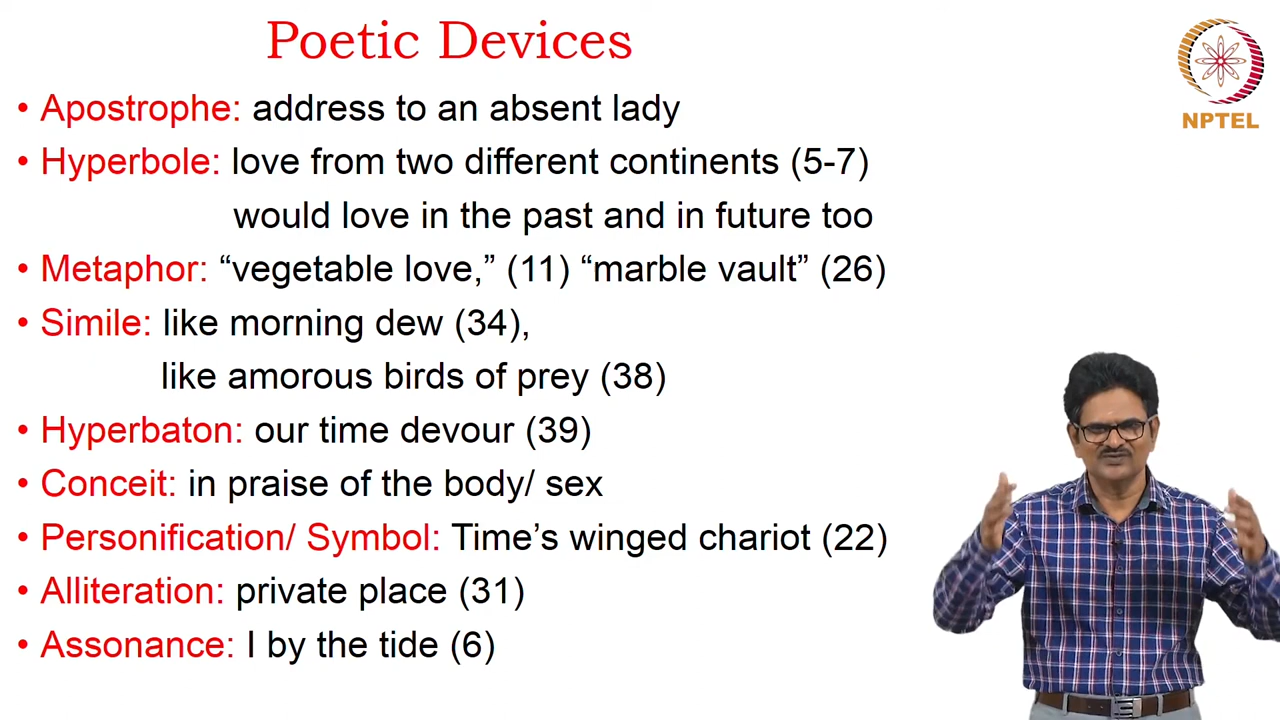 Poetic Devices
NPTEL
• Apostrophe: address to an absent lady
• Hyperbole: love from two different continents (5-7)
would love in the past and in future too
• Metaphor: “vegetable love,” (11) “marble vault” (26)
• Simile: like morning dew (34),
like amorous birds of prey (38)
• Hyperbaton: our time devour (39)
• Conceit: in praise of the body/ sex
• Personification/ Symbol: Time’s winged chariot (22)
• Alliteration: private place (31)
• Assonance: I by the tide (6)